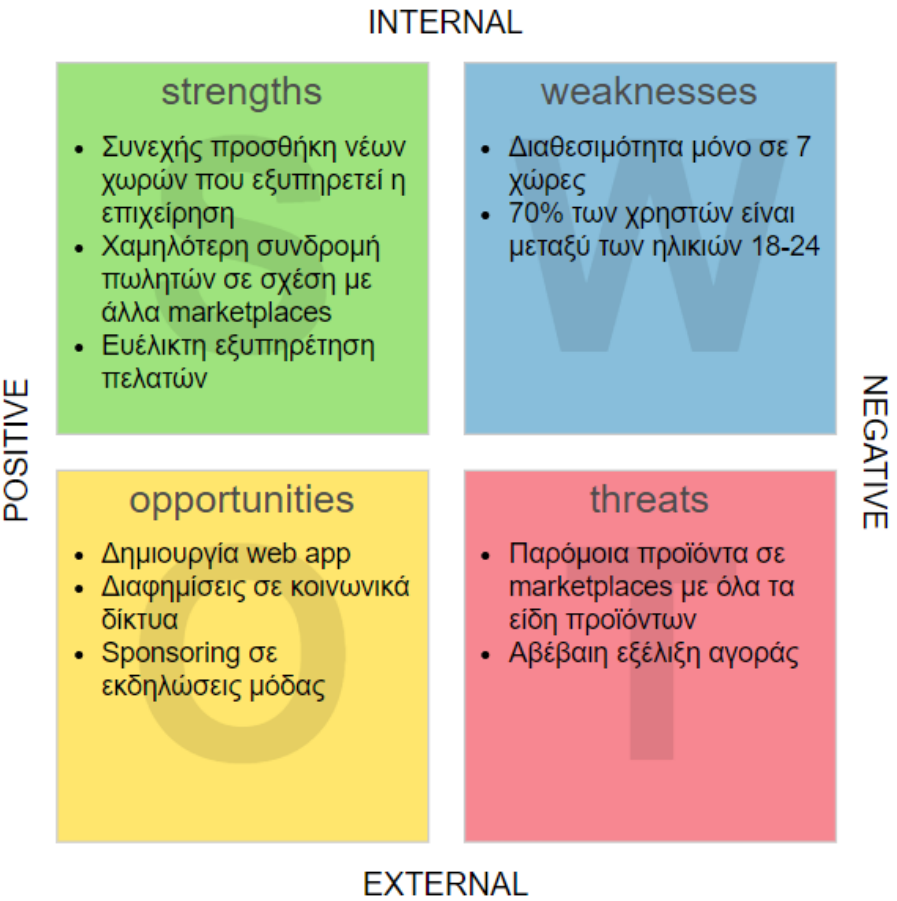 INTERNAL
strengths
• Συνεχής προσθήκη νέων
χωρών που εξυπηρετεί η
επιχείρηση
• Χαμηλότερη συνδρομή
πωλητών σε σχέση με
άλλα marketplaces
• Ευέλικτη εξυπηρέτηση
πελατών
S
weaknesses
• Διαθεσιμότητα μόνο σε 7
χώρες
• 70% των χρηστών είναι
μεταξύ των ηλικιών 18-24
W
POSITIVE
NEGATIVE
opportunities
• Δημιουργία web app
• Διαφημίσεις σε κοινωνικά
δίκτυα
• Sponsoring σε
εκδηλώσεις μόδας
O
threats
• Παρόμοια προϊόντα σε
marketplaces με όλα τα
είδη προϊόντων
• Αβέβαιη εξέλιξη αγοράς
T
EXTERNAL